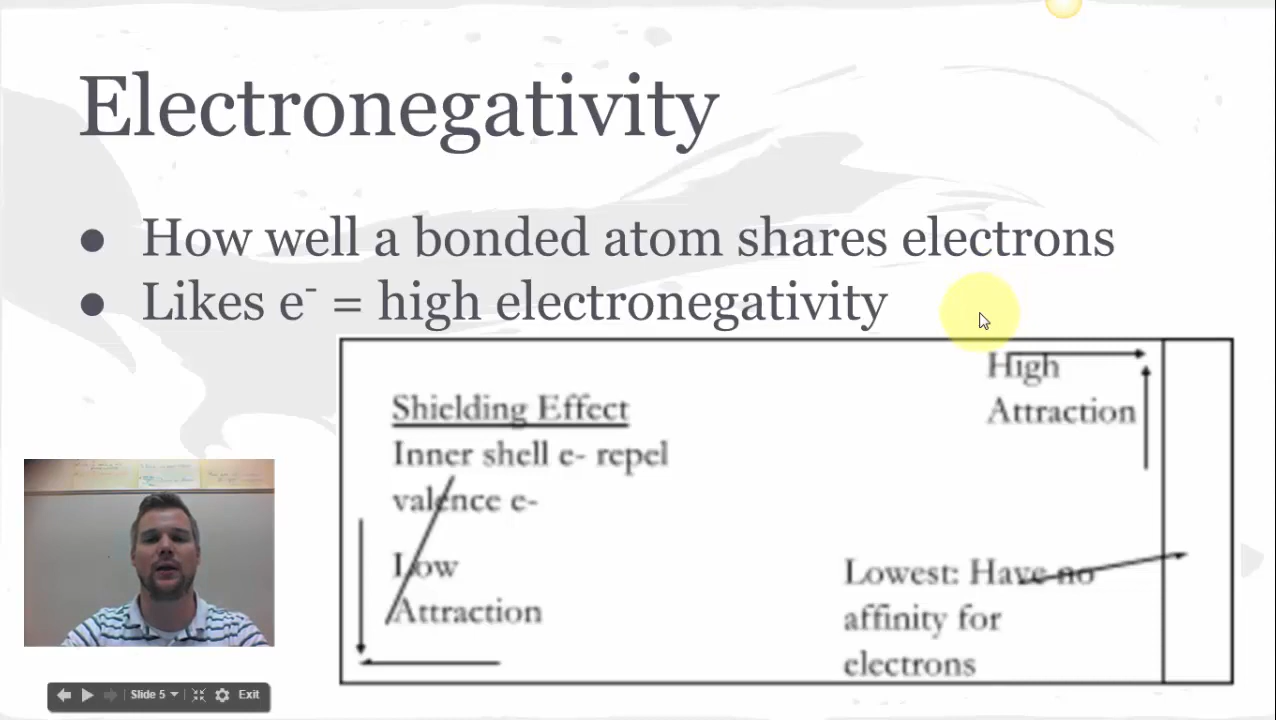 Electronegativity
● How well a bonded atom shares electrons
● Likes e⁻ = high electronegativity
Shielding Effect
Inner shell e- repel
valence e-
Low
Attraction
High
Attraction
Lowest: Have no
affinity for
electrons
Slide 5
Exit